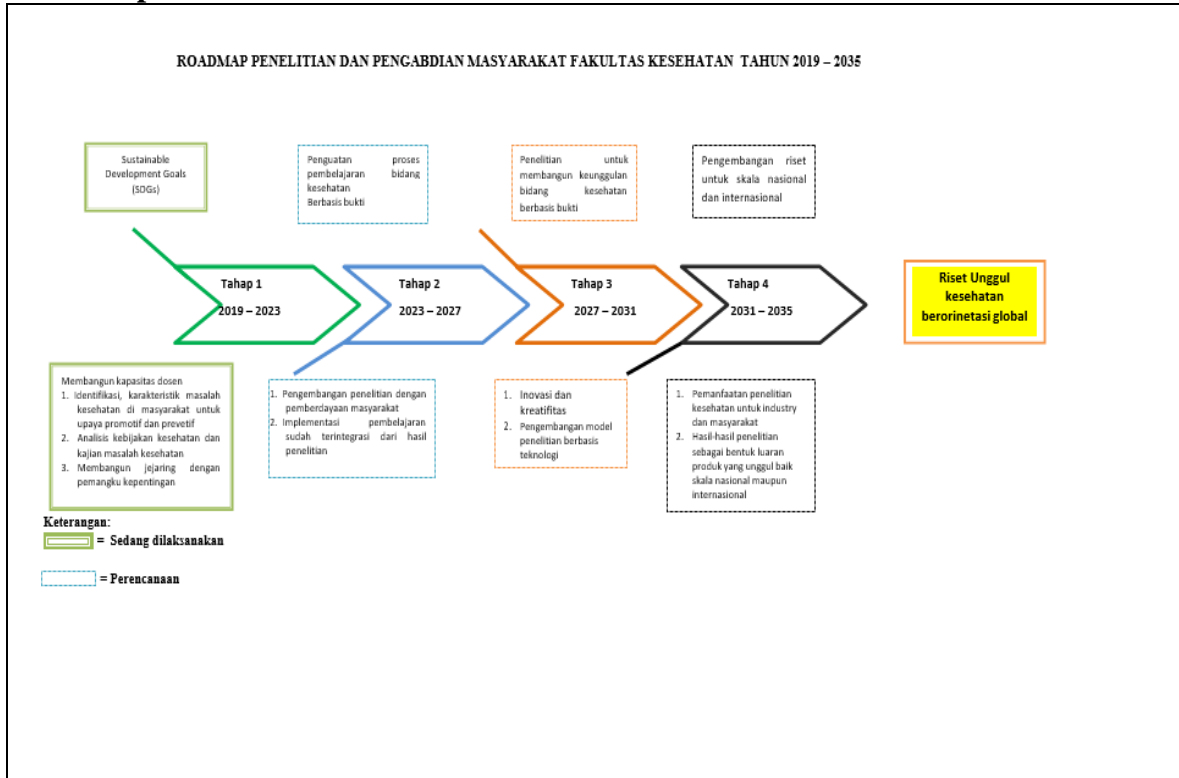 ROADMAP PENELITIAN DAN PENGABDIAN MASYARAKAT FAKULTAS KESEHATAN TAHUN 2019 – 2035
Sustainable
Development Goals
(SDGs)
Penguatan proses
pembelajaran bidang
kesehatan
Berbasis bukti
Penelitian untuk
membangun keunggulan
bidang kesehatan
berbasis bukti
Pengembangan riset
untuk skala nasional
dan internasional
Tahap 1
2019 – 2023
Tahap 2
2023 – 2027
Tahap 3
2027 – 2031
Tahap 4
2031 – 2035
Riset Unggul
kesehatan
berorinetasi global
Membangun kapasitas dosen
1. Identifikasi, karakteristik masalah
kesehatan di masyarakat untuk
upaya promotif dan prevetif
2. Analisis kebijakan kesehatan dan
kajian masalah kesehatan
3. Membangun jejaring dengan
pemangku kepentingan
1. Pengembangan penelitian dengan
pemberdayaan masyarakat
2. Implementasi pembelajaran
sudah terintegrasi dari hasil
penelitian
1. Inovasi dan
kreatifitas
2. Pengembangan model
penelitian berbasis
teknologi
1. Pemanfaatan penelitian
kesehatan untuk industry
dan masyarakat
2. Hasil-hasil penelitian
sebagai bentuk luaran
produk yang unggul baik
skala nasional maupun
internasional
Keterangan:
= Sedang dilaksanakan
= Perencanaan